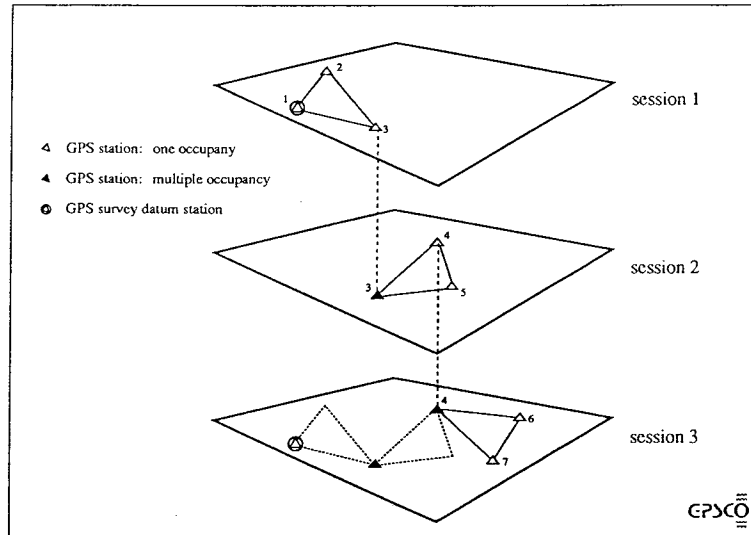 2
1
3
session 1
GPS station: one occupany
GPS station: multiple occupancy
GPS survey datum station
4
3
5
session 2
4
6
7
session 3
GPSCO